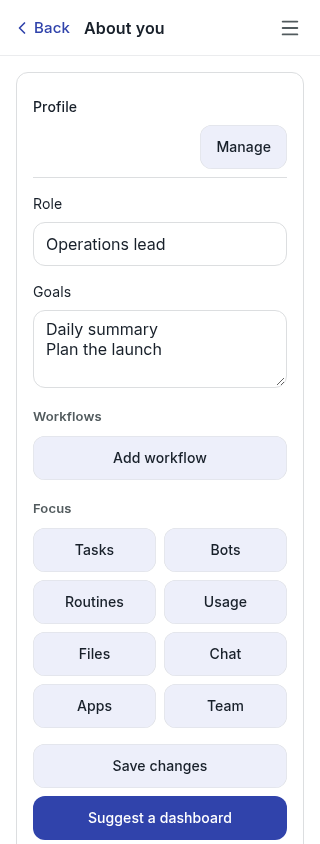 Back
About you
Profile
Manage
Role
Operations lead
Goals
Daily summary
Plan the launch
Workflows
Add workflow
Focus
Tasks
Bots
Routines
Usage
Files
Chat
Apps
Team
Save changes
Suggest a dashboard